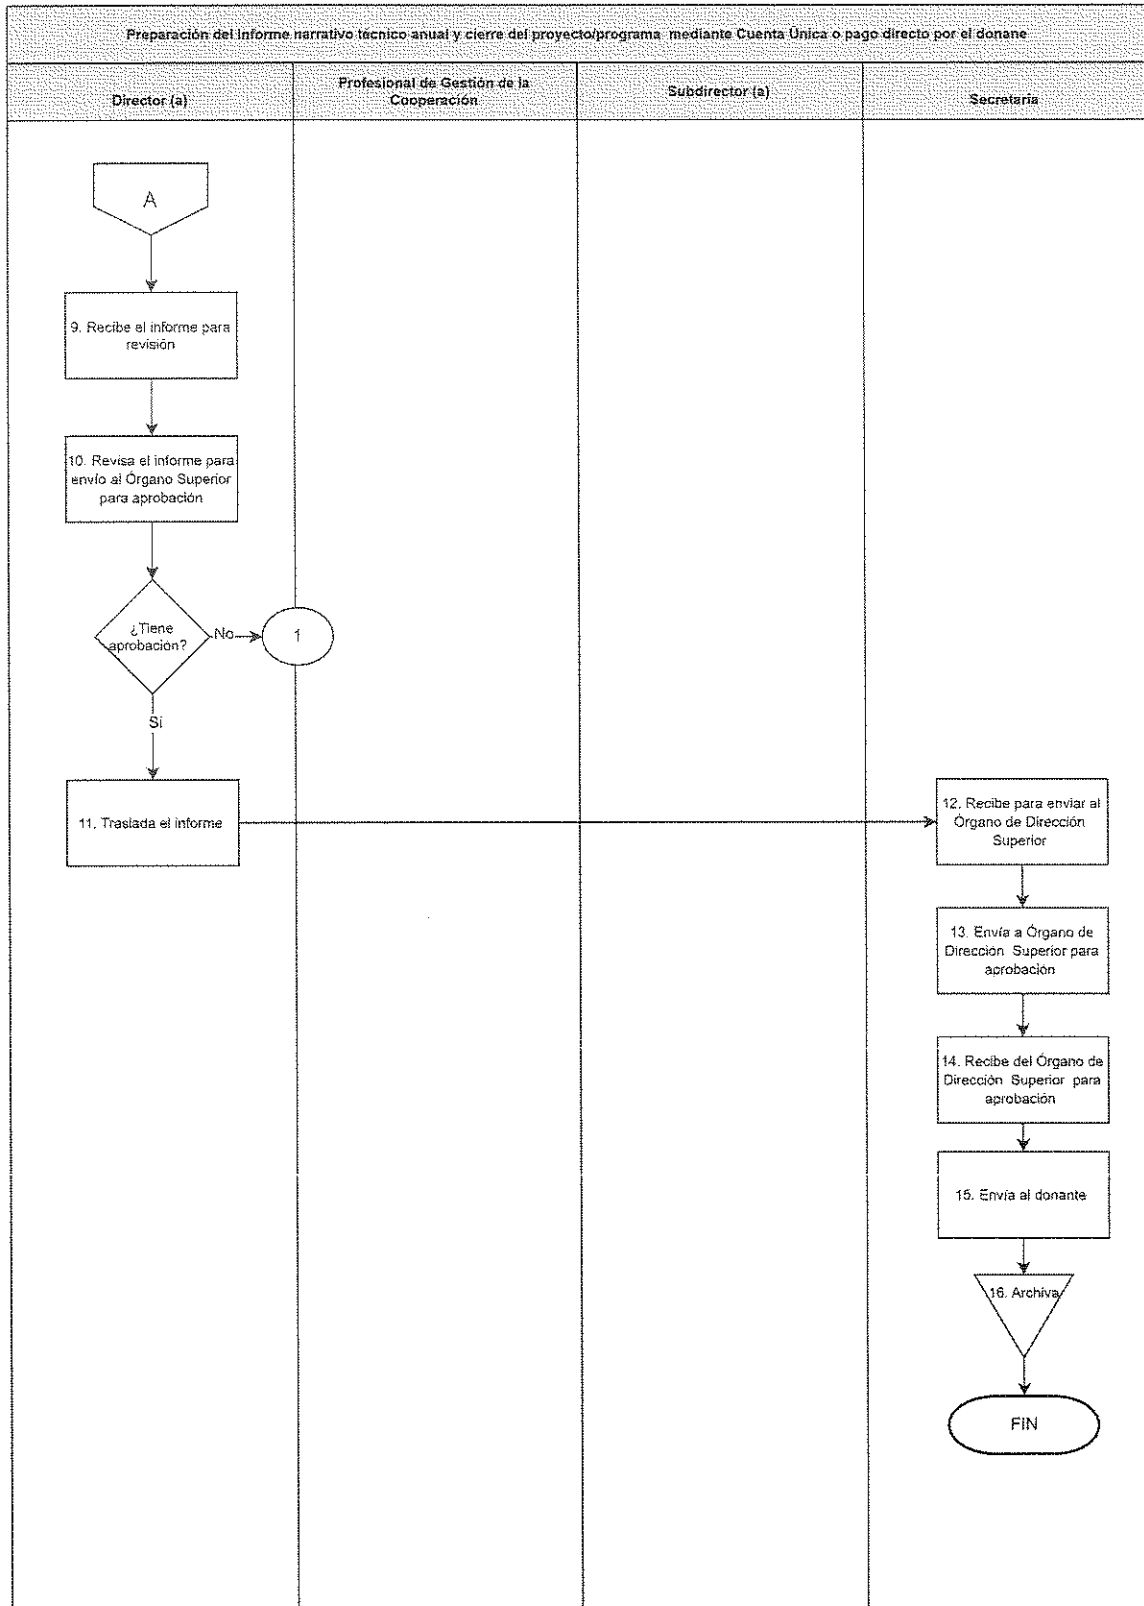 Preparación del Informe narrativo técnico anual y cierre del proyecto/programa mediante Cuenta Única o pago directo por el donane
Director (a)
Profesional de Gestión de la
Cooperación
Subdirector (a)
Secretaria
A
9. Recibe el informe para
revisión
10. Revisa el informe para
envío al Órgano Superior
para aprobación
¿Tiene
aprobación?
No
1
Si
11. Traslada el informe
12. Recibe para enviar al
Órgano de Dirección
Superior
13. Envía a Órgano de
Dirección Superior para
aprobación
14. Recibe del Órgano de
Dirección Superior para
aprobación
15. Envía al donante
16. Archiva
FIN